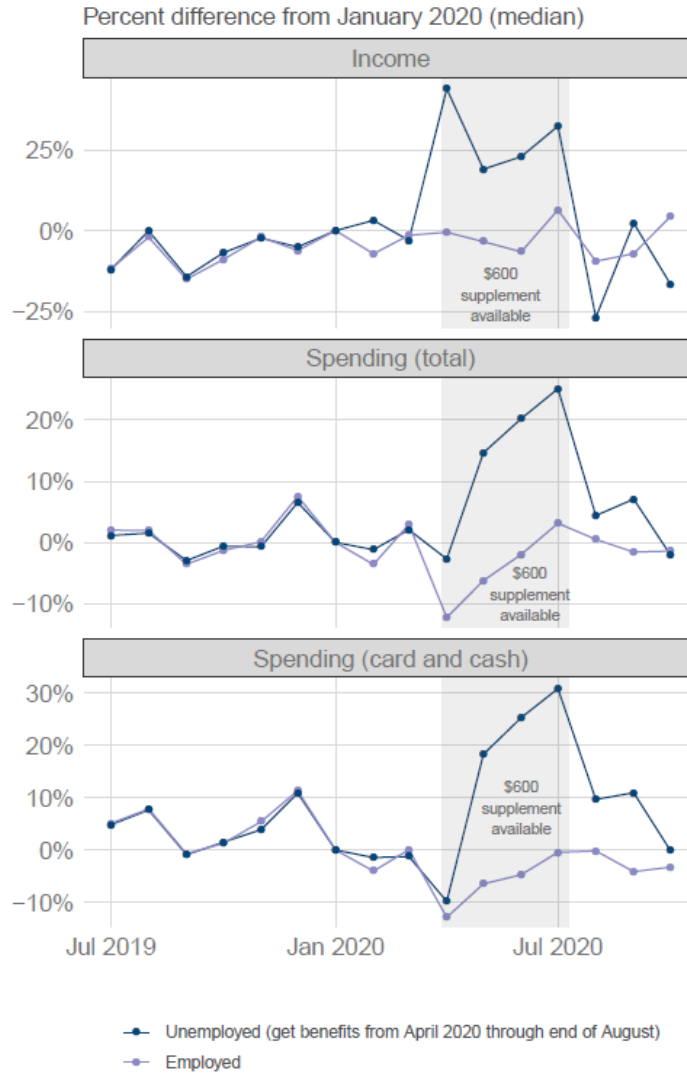 Percent difference from January 2020 (median)
Income
25%
0%
−25%
$600
supplement
available
Spending (total)
20%
10%
0%
−10%
$600
supplement
available
Spending (card and cash)
30%
20%
10%
0%
−10%
$600
supplement
available
Jul 2019
Jan 2020
Jul 2020
Unemployed (get benefits from April 2020 through end of August)
Employed